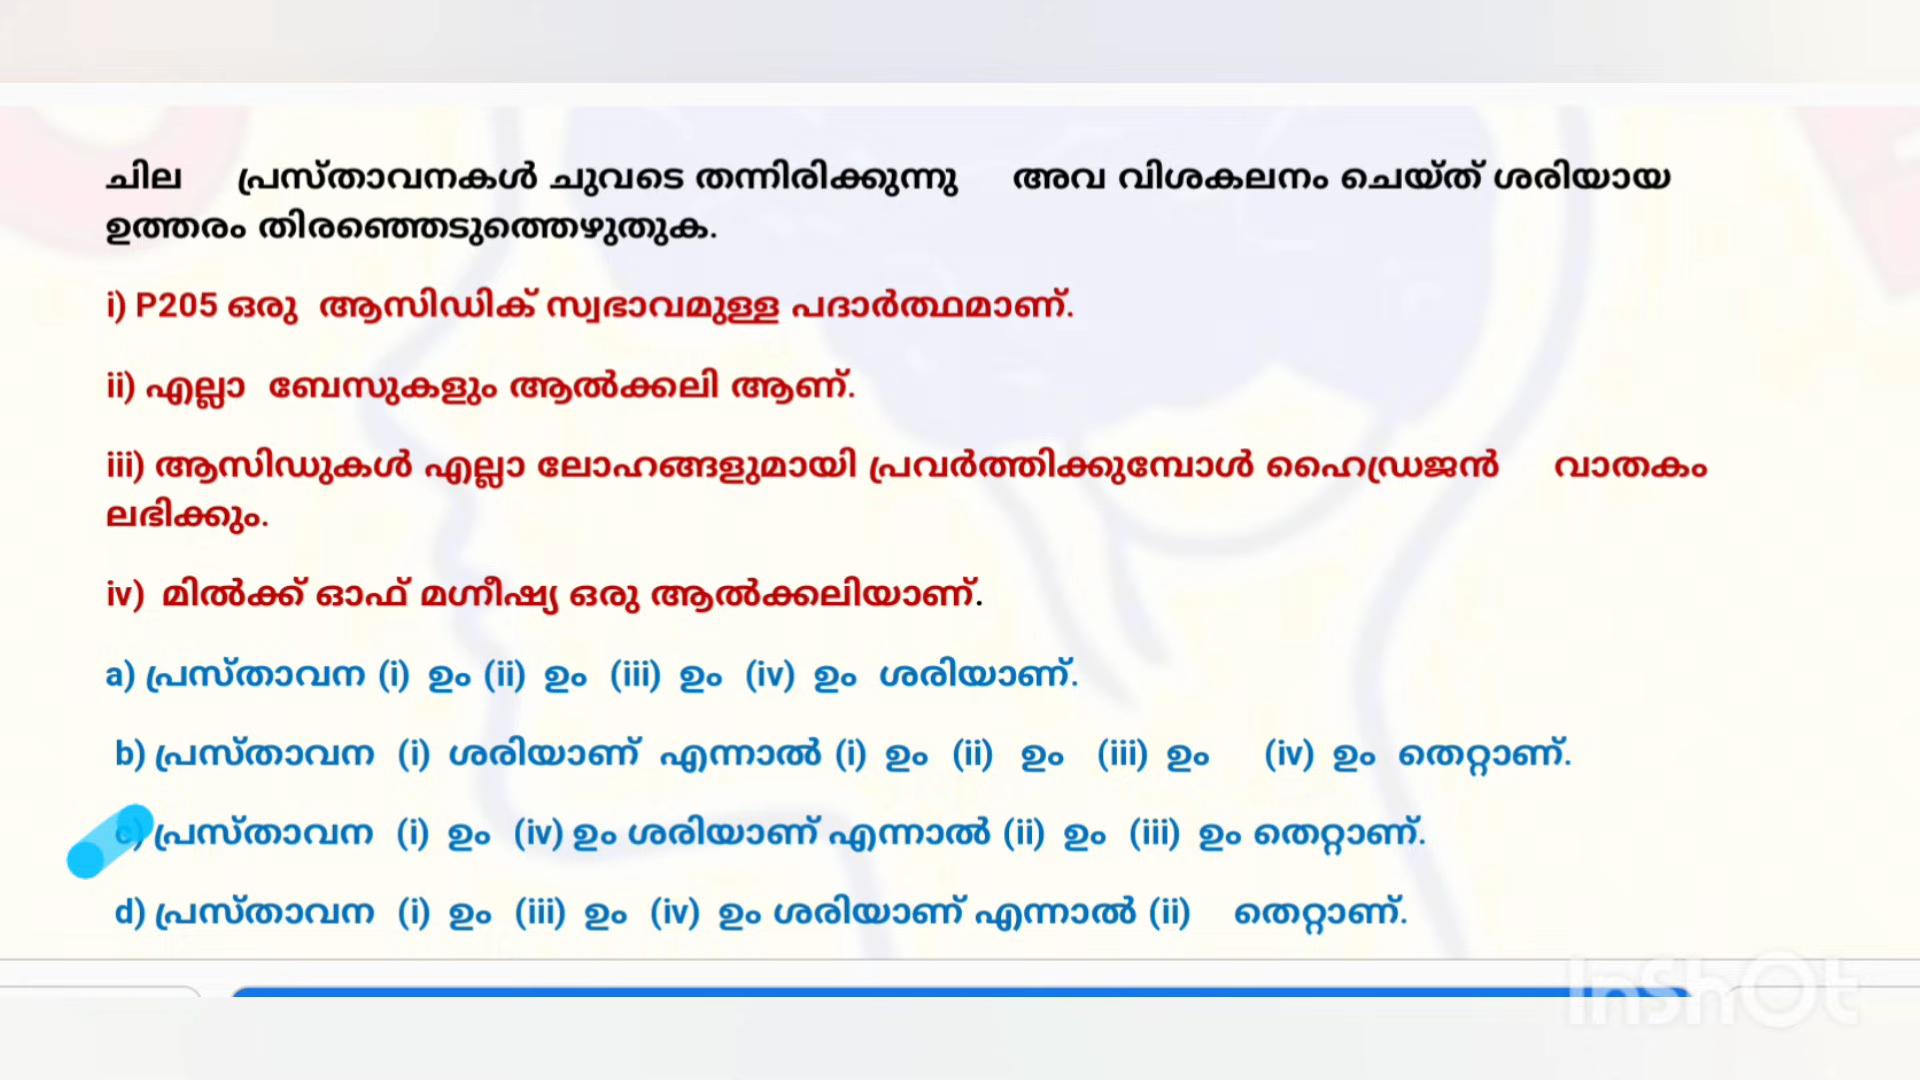 ചില പ്രസ്താവനകൾ ചുവടെ തന്നിരിക്കുന്നു അവ വിശകലനം ചെയ്ത് ശരിയായ
ഉത്തരം തിരഞ്ഞെടുത്തെഴുതുക.
i) P205 ഒരു ആസിഡിക് സ്വഭാവമുള്ള പദാർത്ഥമാണ്.
ii) എല്ലാ ബേസുകളും ആൽക്കലി ആണ്.
iii) ആസിഡുകൾ എല്ലാ ലോഹങ്ങളുമായി പ്രവർത്തിക്കുമ്പോൾ ഹൈഡ്രജൻ വാതകം
ലഭിക്കും.
iv) മിൽക്ക് ഓഫ് മഗ്നീഷ്യ ഒരു ആൽക്കലിയാണ്.
a) പ്രസ്താവന (i) ഉം (ii) ഉം (iii) ഉം (iv) ഉം ശരിയാണ്.
b) പ്രസ്താവന (i) ശരിയാണ് എന്നാൽ (i) ഉം (ii) ഉം (iii) ഉം (iv) ഉം തെറ്റാണ്.
c) പ്രസ്താവന (i) ഉം (iv) ഉം ശരിയാണ് എന്നാൽ (ii) ഉം (iii) ഉം തെറ്റാണ്.
d) പ്രസ്താവന (i) ഉം (iii) ഉം (iv) ഉം ശരിയാണ് എന്നാൽ (ii) തെറ്റാണ്.
InShOt